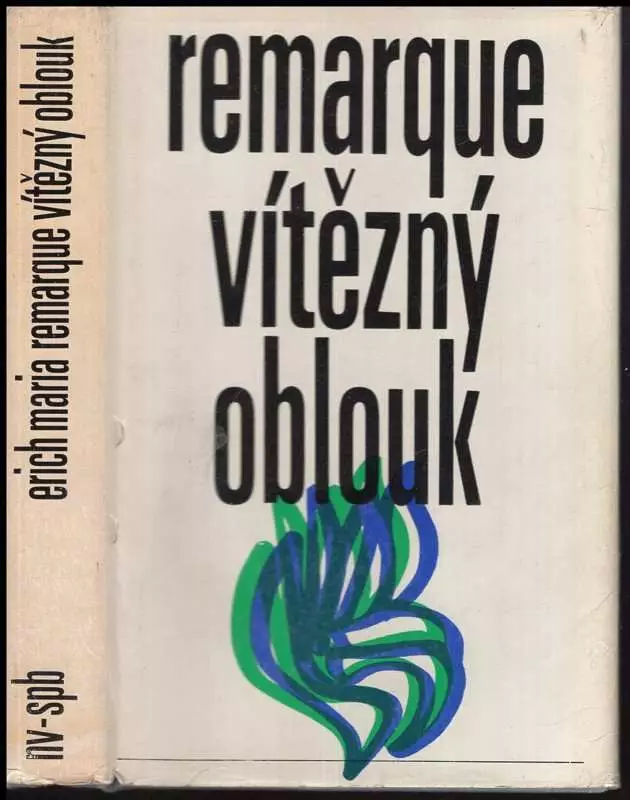 remarque
vítězný
oblouk
erich maria remarque vítězný oblouk
nv-spb